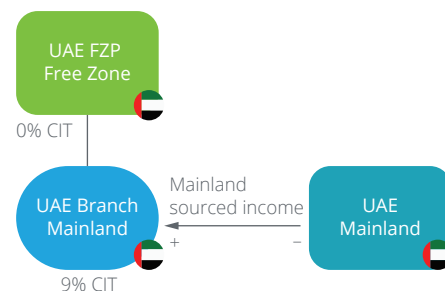 UAE FZP
Free Zone
0% CIT
Mainland
sourced income
+
−
UAE Branch
Mainland
UAE
Mainland
9% CIT